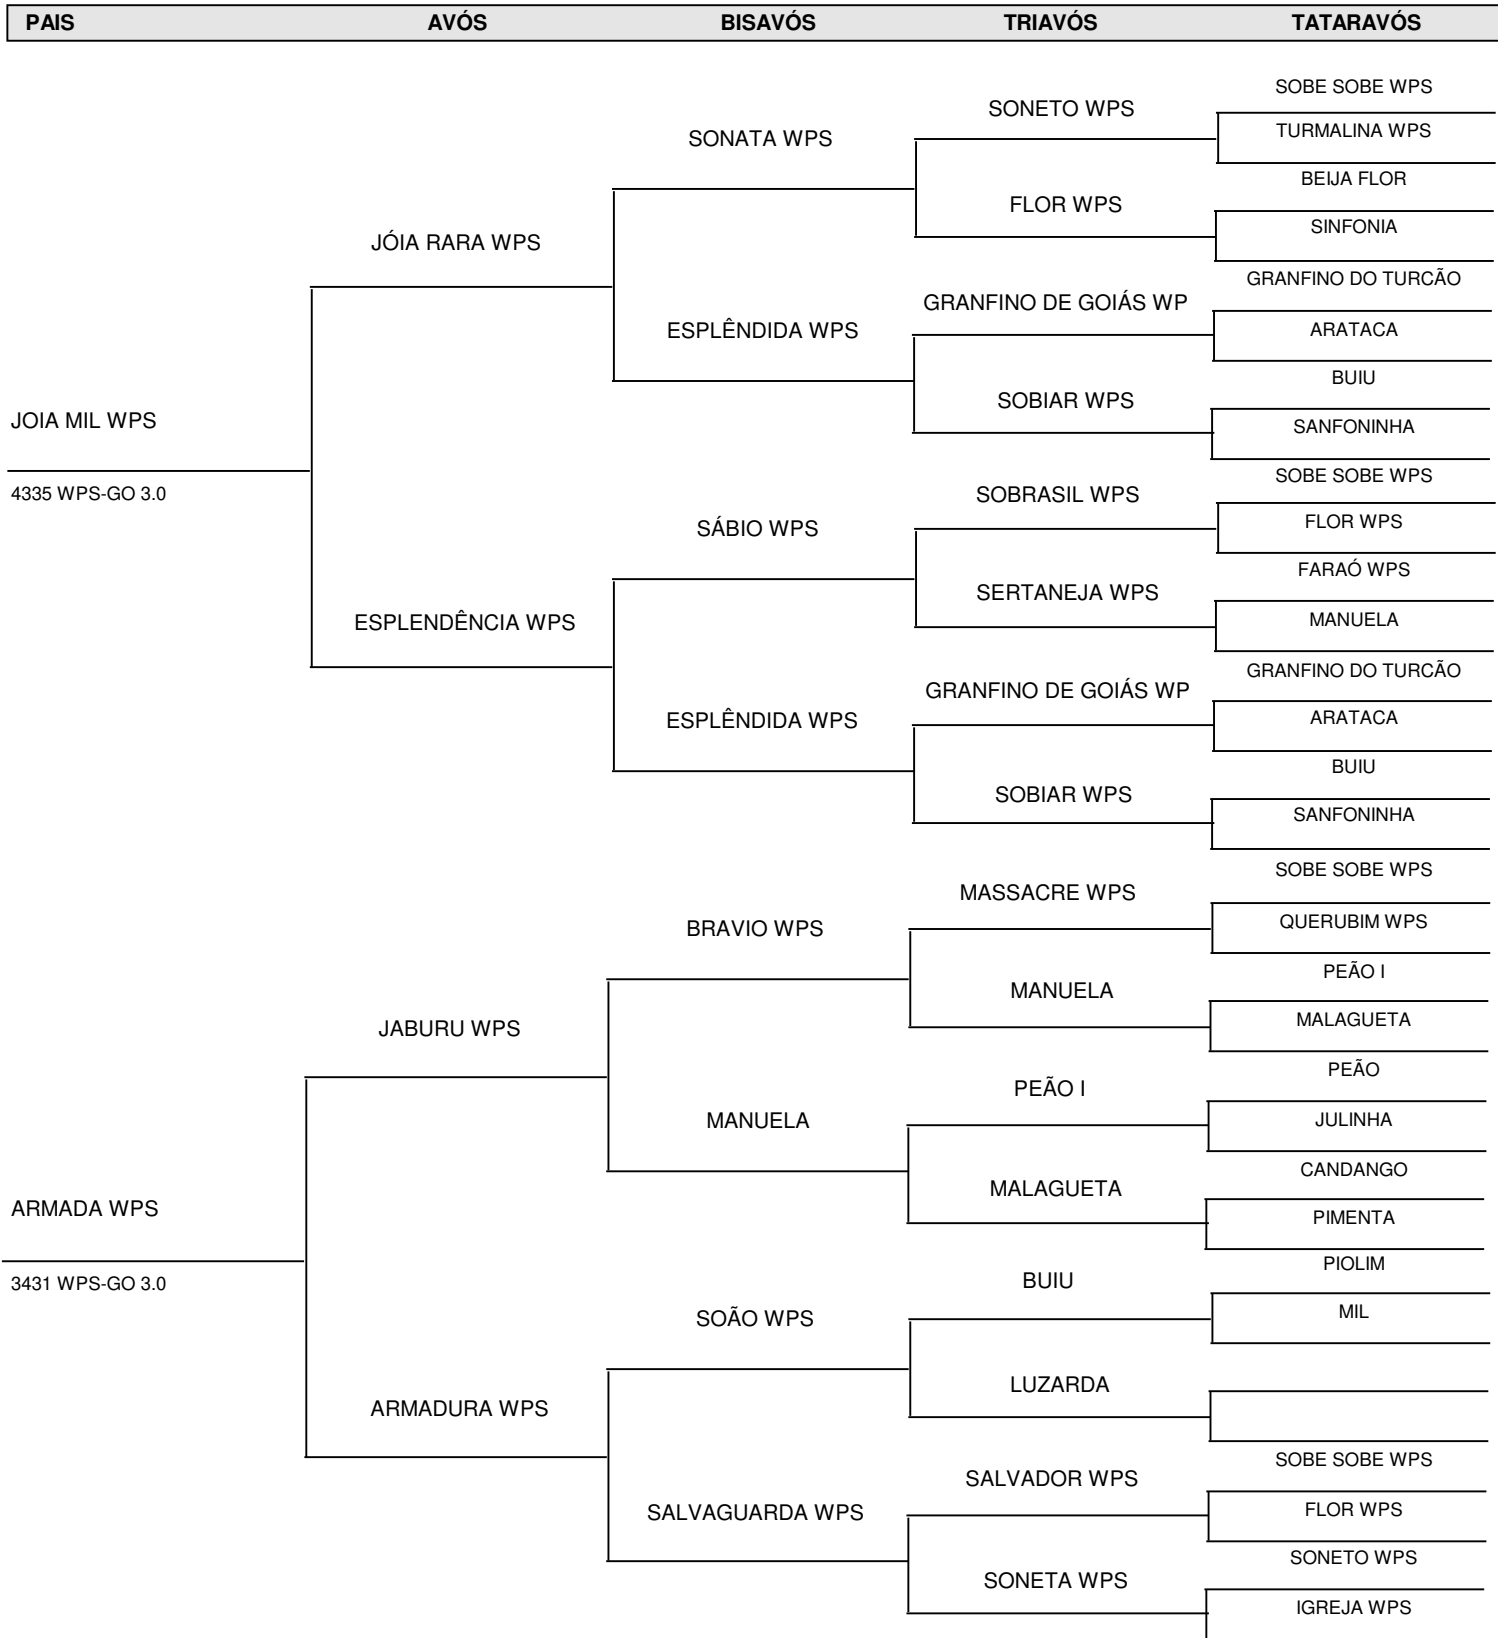 PAIS AVÓS BISAVÓS TRIAVÓS TATARAVÓS
SOBE SOBE WPS
SONETO WPS
TURMALINA WPS
SONATA WPS
BEIJA FLOR
FLOR WPS
SINFONIA
JÓIA RARA WPS
GRANFINO DO TURCÃO
GRANFINO DE GOIÁS WP
ESPLÊNDIDA WPS
ARATACA
BUIU
SOBIAR WPS
JOIA MIL WPS
SANFONINHA
SOBE SOBE WPS
4335 WPS-GO 3.0
SOBRASIL WPS
FLOR WPS
SÁBIO WPS
FARAÓ WPS
SERTANEJA WPS
MANUELA
ESPLENDÊNCIA WPS
GRANFINO DO TURCÃO
GRANFINO DE GOIÁS WP
ARATACA
ESPLÊNDIDA WPS
BUIU
SOBIAR WPS
SANFONINHA
SOBE SOBE WPS
MASSACRE WPS
QUERUBIM WPS
BRAVIO WPS
PEÃO I
MANUELA
MALAGUETA
JABURU WPS
PEÃO
PEÃO I
JULINHA
MANUELA
CANDANGO
MALAGUETA
ARMADA WPS
PIMENTA
PIOLIM
3431 WPS-GO 3.0
BUIU
MIL
SOÃO WPS
LUZARDA
ARMADURA WPS
SOBE SOBE WPS
SALVADOR WPS
FLOR WPS
SALVAGUARDA WPS
SONETO WPS
SONETA WPS
IGREJA WPS